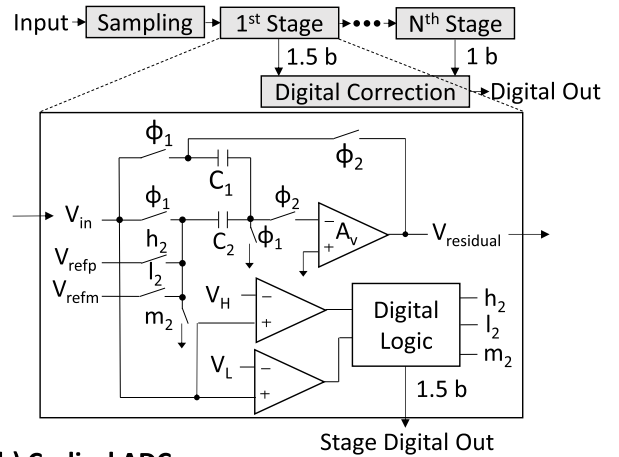 Input
Sampling
1st Stage
Nth Stage
1.5 b
1 b
Digital Correction
Digital Out
ϕ1
ϕ2
C1
Vin
ϕ1
ϕ2
h2
C2
ϕ1
Av
Vresidual
Vrefp
l2
Vrefm
m2
VH
VL
Digital
Logic
h2
l2
m2
1.5 b
Stage Digital Out